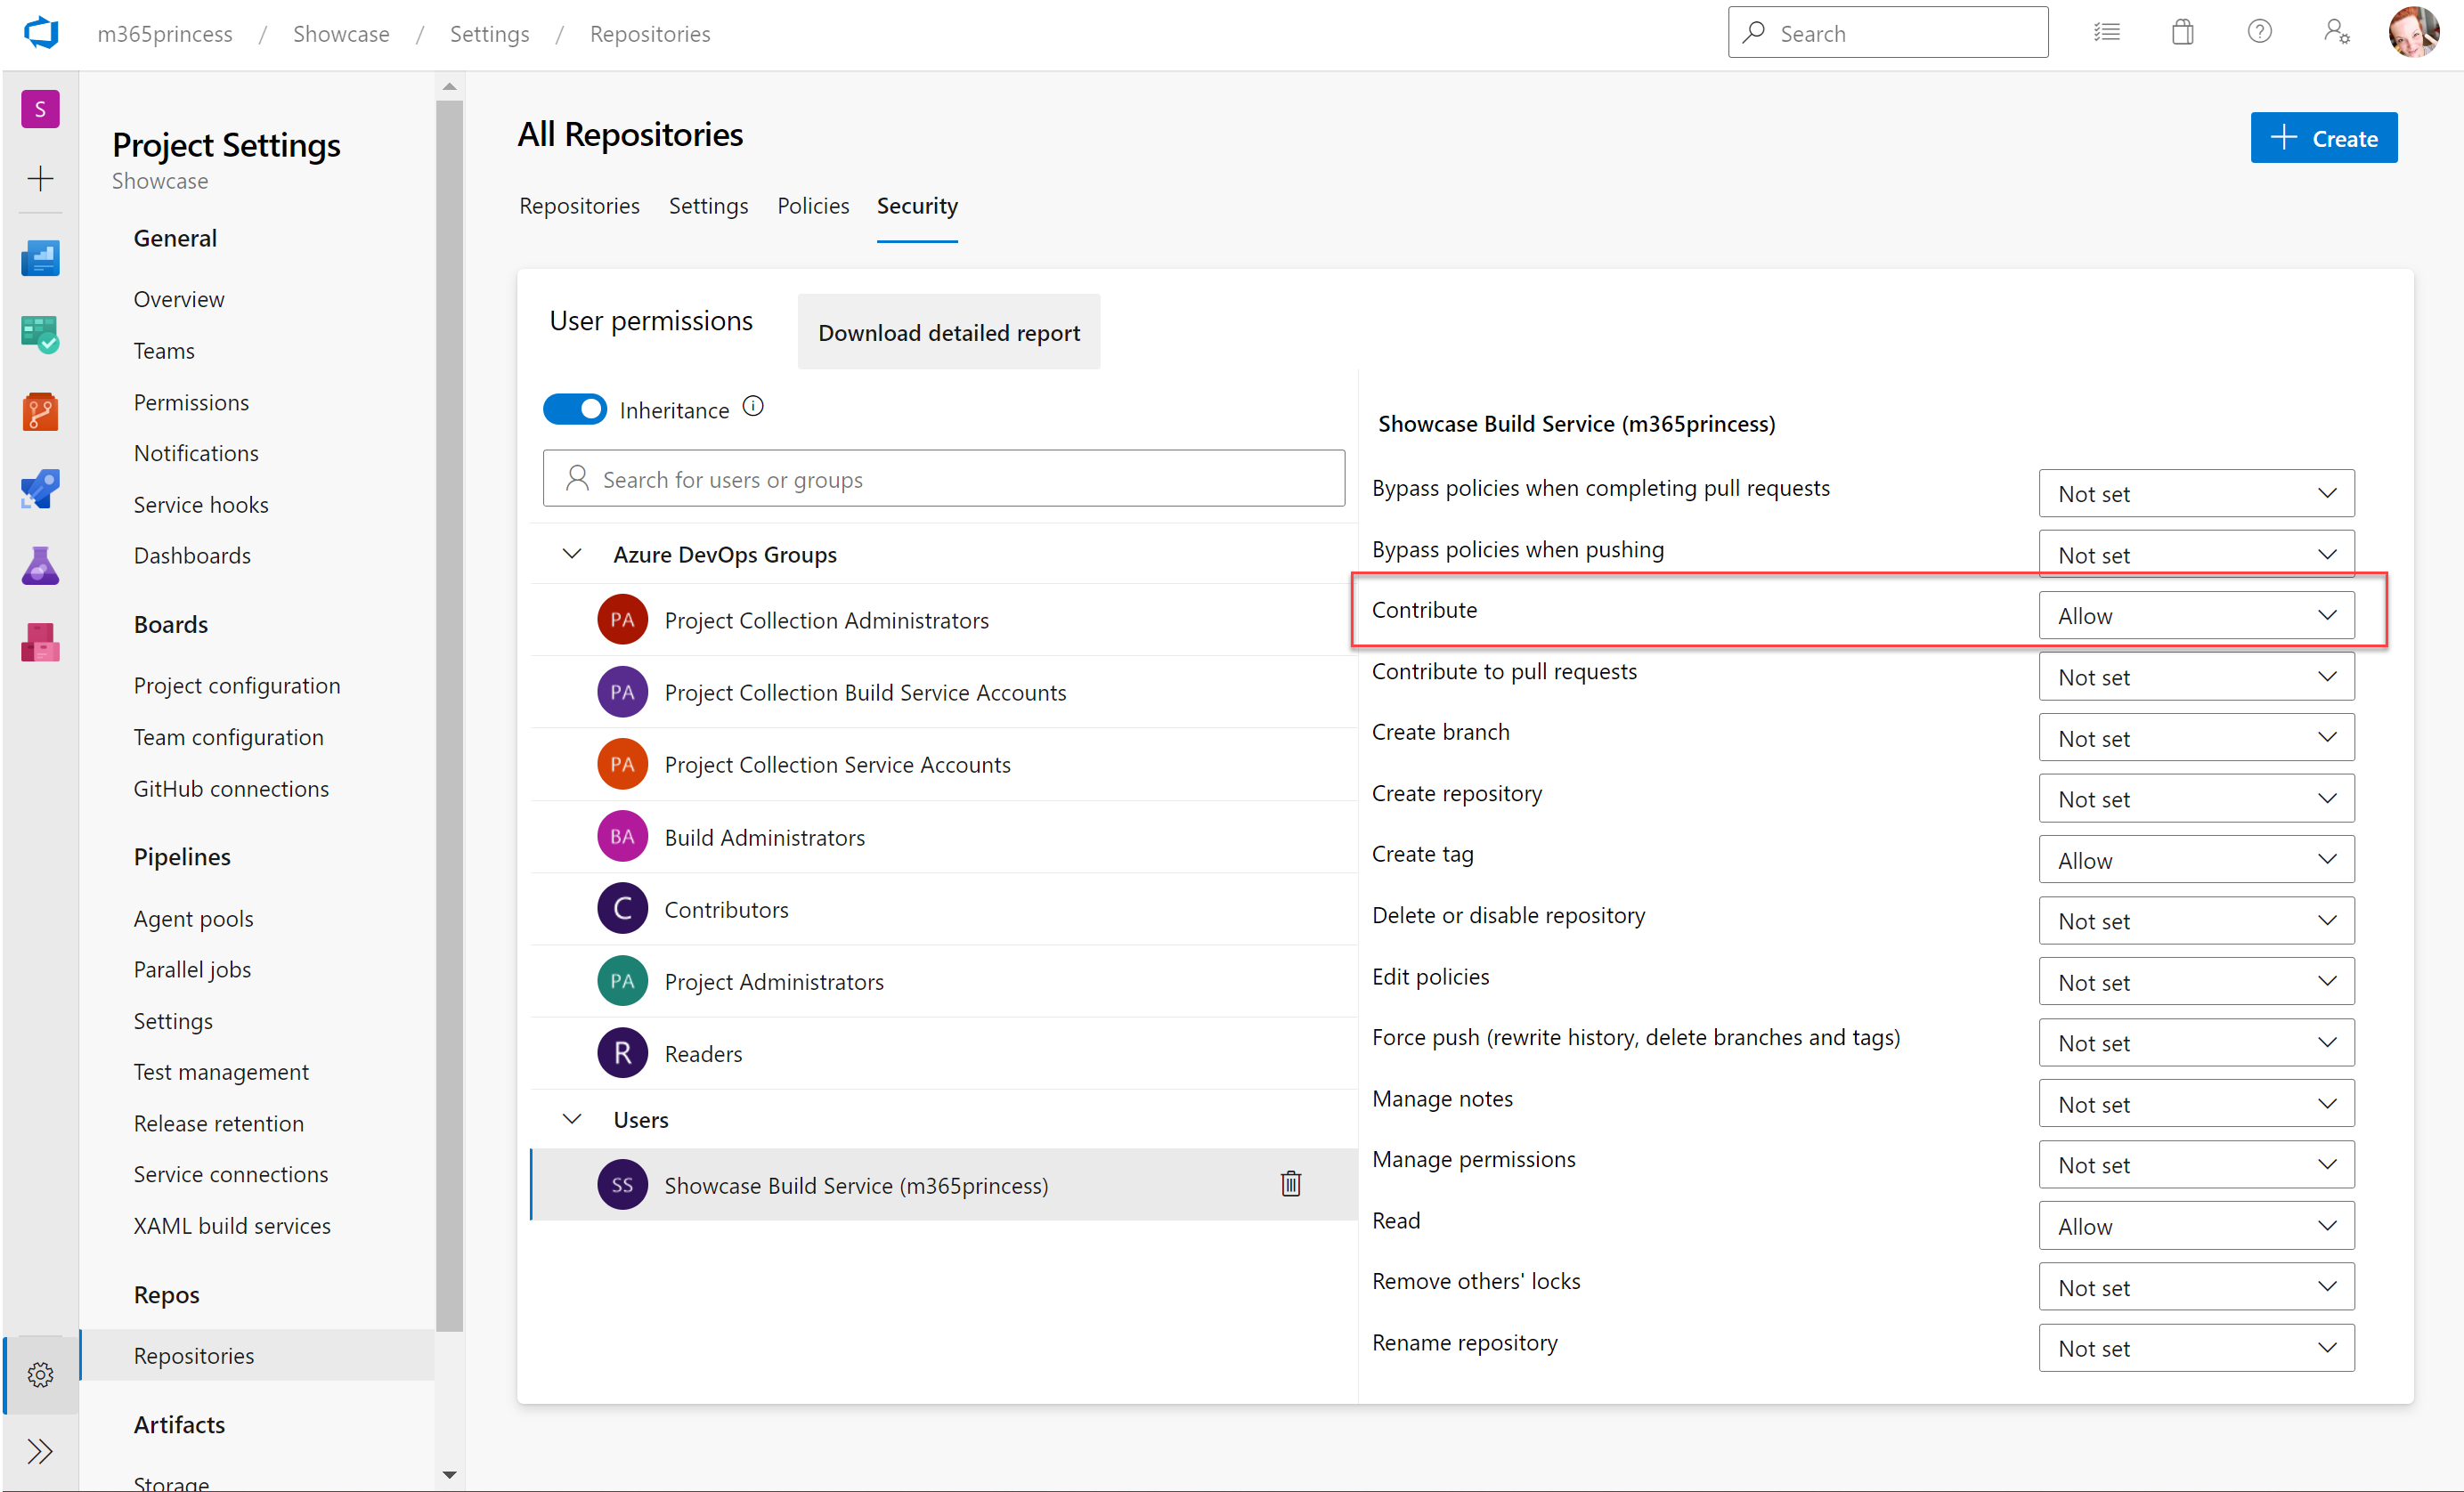 m365princess / Showcase / Settings / Repositories
Search
S
Project Settings
Showcase
General
Overview
Teams
Permissions
Notifications
Service hooks
Dashboards
Boards
Project configuration
Team configuration
GitHub connections
Pipelines
Agent pools
Parallel jobs
Settings
Test management
Release retention
Service connections
XAML build services
Repos
Repositories
Artifacts
Storage
All Repositories
Create
Repositories Settings Policies Security
User permissions
Download detailed report
Inheritance
Search for users or groups
Azure DevOps Groups
PA Project Collection Administrators
PA Project Collection Build Service Accounts
PA Project Collection Service Accounts
BA Build Administrators
C Contributors
PA Project Administrators
R Readers
Users
SS Showcase Build Service (m365princess)
Showcase Build Service (m365princess)
Bypass policies when completing pull requests Not set
Bypass policies when pushing Not set
Contribute Allow
Contribute to pull requests Not set
Create branch Not set
Create repository Not set
Create tag Allow
Delete or disable repository Not set
Edit policies Not set
Force push (rewrite history, delete branches and tags) Not set
Manage notes Not set
Manage permissions Not set
Read Allow
Remove others' locks Not set
Rename repository Not set